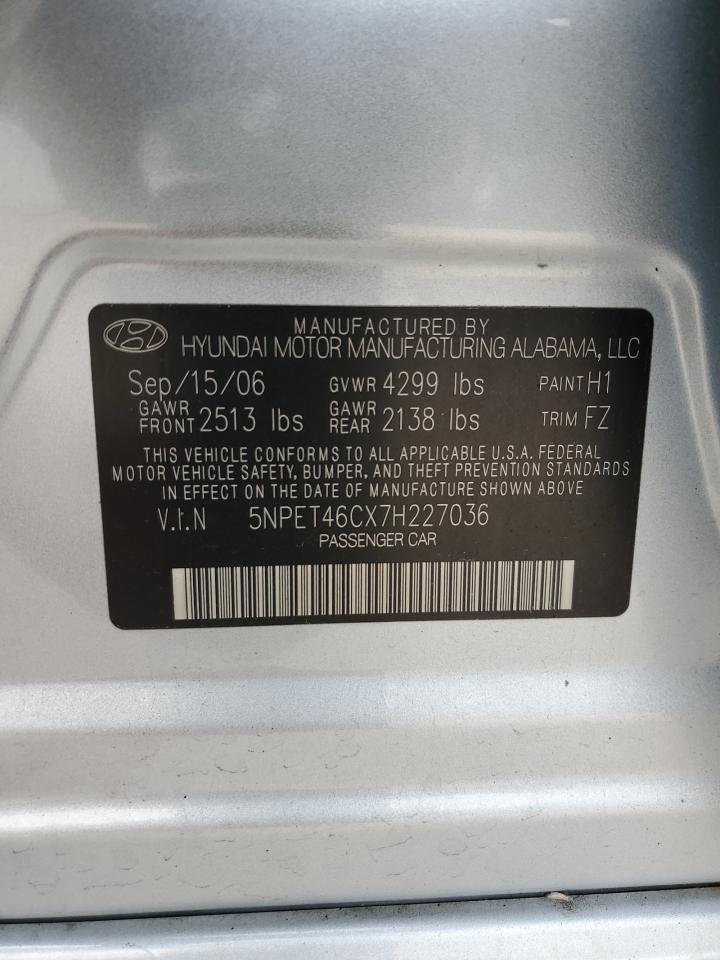 MANUFACTURED BY
HYUNDAI MOTOR MANUFACTURING ALABAMA, LLC
Sep/15/06 GVWR 4299 lbs PAINT H1
GAWR FRONT 2513 lbs GAWR REAR 2138 lbs TRIM FZ
THIS VEHICLE CONFORMS TO ALL APPLICABLE U.S.A. FEDERAL
MOTOR VEHICLE SAFETY, BUMPER, AND THEFT PREVENTION STANDARDS
IN EFFECT ON THE DATE OF MANUFACTURE SHOWN ABOVE
V.I.N 5NPET46CX7H227036
PASSENGER CAR